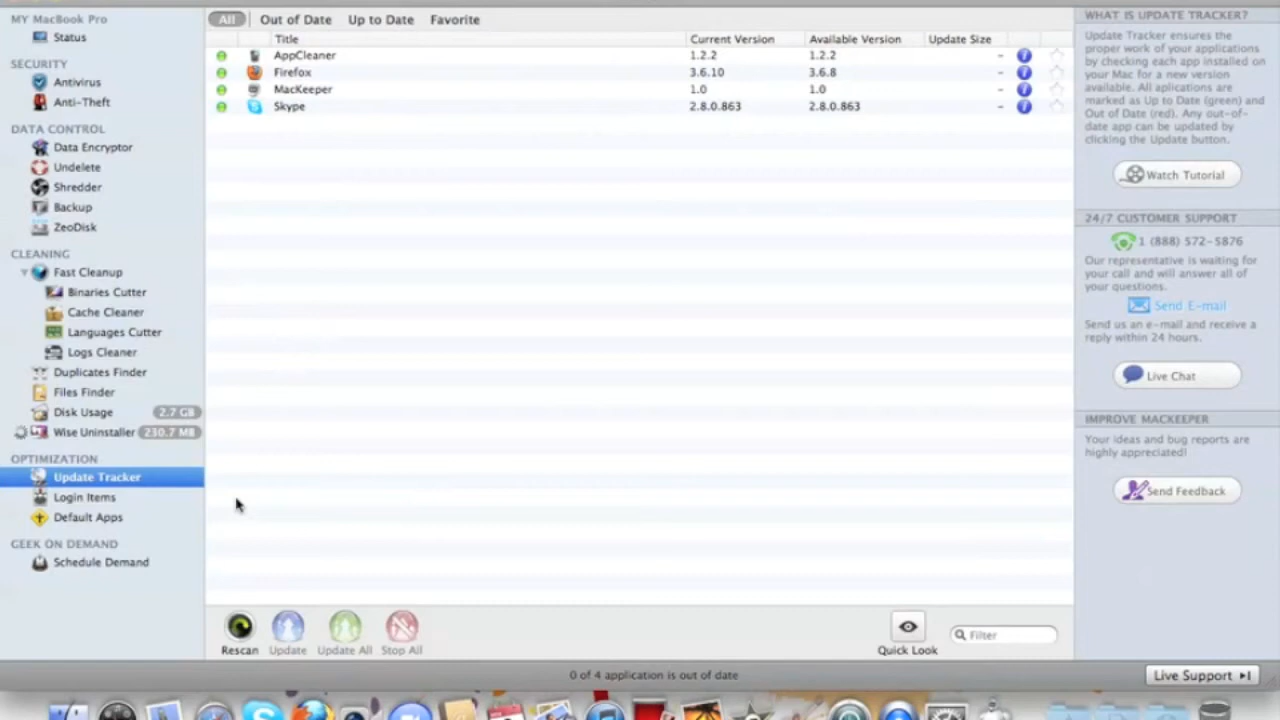 MY MacBook Pro
Status
SECURITY
Antivirus
Anti-Theft
DATA CONTROL
Data Encryptor
Undelete
Shredder
Backup
ZeoDisk
CLEANING
Fast Cleanup
Binaries Cutter
Cache Cleaner
Languages Cutter
Logs Cleaner
Duplicates Finder
Files Finder
Disk Usage 2.7 GB
Wise Uninstaller 230.7 MB
OPTIMIZATION
Update Tracker
Login Items
Default Apps
GEEK ON DEMAND
Schedule Demand
All Out of Date Up to Date Favorite
Title Current Version Available Version Update Size
AppCleaner 1.2.2 1.2.2 -
Firefox 3.6.10 3.6.8 -
MacKeeper 1.0 1.0 -
Skype 2.8.0.863 2.8.0.863 -
Rescan Update Update All Stop All
Quick Look
Filter
0 of 4 application is out of date
WHAT IS UPDATE TRACKER?
Update Tracker ensures the
proper work of your applications
by checking each app installed
on your Mac for a new version
available. All aplications are
marked as Up to Date (green) and
Out of Date (red). Any out-of-
date app can be updated by
clicking the Update button.
Watch Tutorial
24/7 CUSTOMER SUPPORT
1 (888) 572-5876
Our representative is waiting for
your call and will answer all of
your questions.
Send E-mail
Send us an e-mail and receive a
reply within 24 hours.
Live Chat
IMPROVE MACKEEPER
Your ideas and bug reports are
highly appreciated!
Send Feedback
Live Support